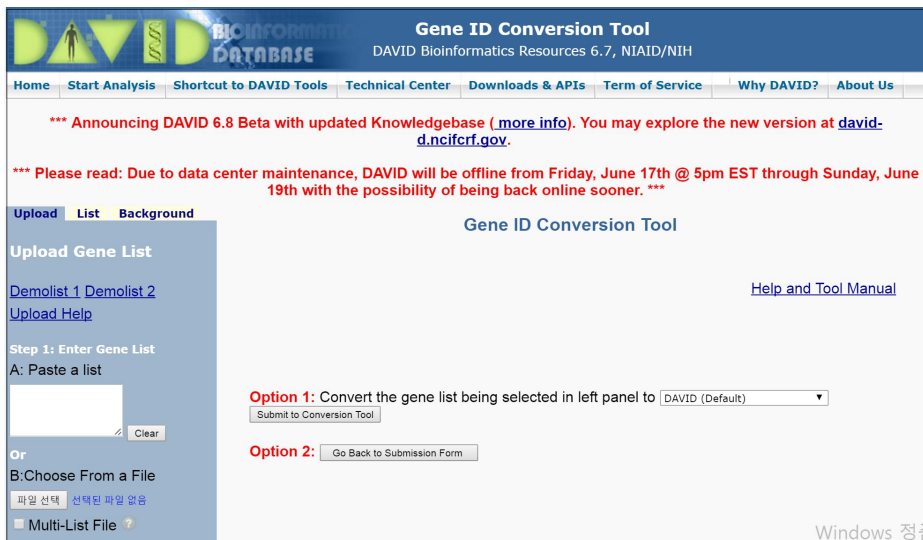 DAVID BIOINFORMATIC
DATABASE
Gene ID Conversion Tool
DAVID Bioinformatics Resources 6.7, NIAID/NIH
Home Start Analysis Shortcut to DAVID Tools Technical Center Downloads & APIs Term of Service Why DAVID? About Us
*** Announcing DAVID 6.8 Beta with updated Knowledgebase ( more info). You may explore the new version at david-
d.ncifcrf.gov.
*** Please read: Due to data center maintenance, DAVID will be offline from Friday, June 17th @ 5pm EST through Sunday, June
19th with the possibility of being back online sooner. ***
Upload List Background
Gene ID Conversion Tool
Upload Gene List
Demolist 1 Demolist 2
Help and Tool Manual
Upload Help
Step 1: Enter Gene List
A: Paste a list
Option 1: Convert the gene list being selected in left panel to DAVID (Default)
Submit to Conversion Tool
Clear
Or
Option 2: Go Back to Submission Form
B:Choose From a File
파일 선택 선택된 파일 없음
Multi-List File ?
Windows